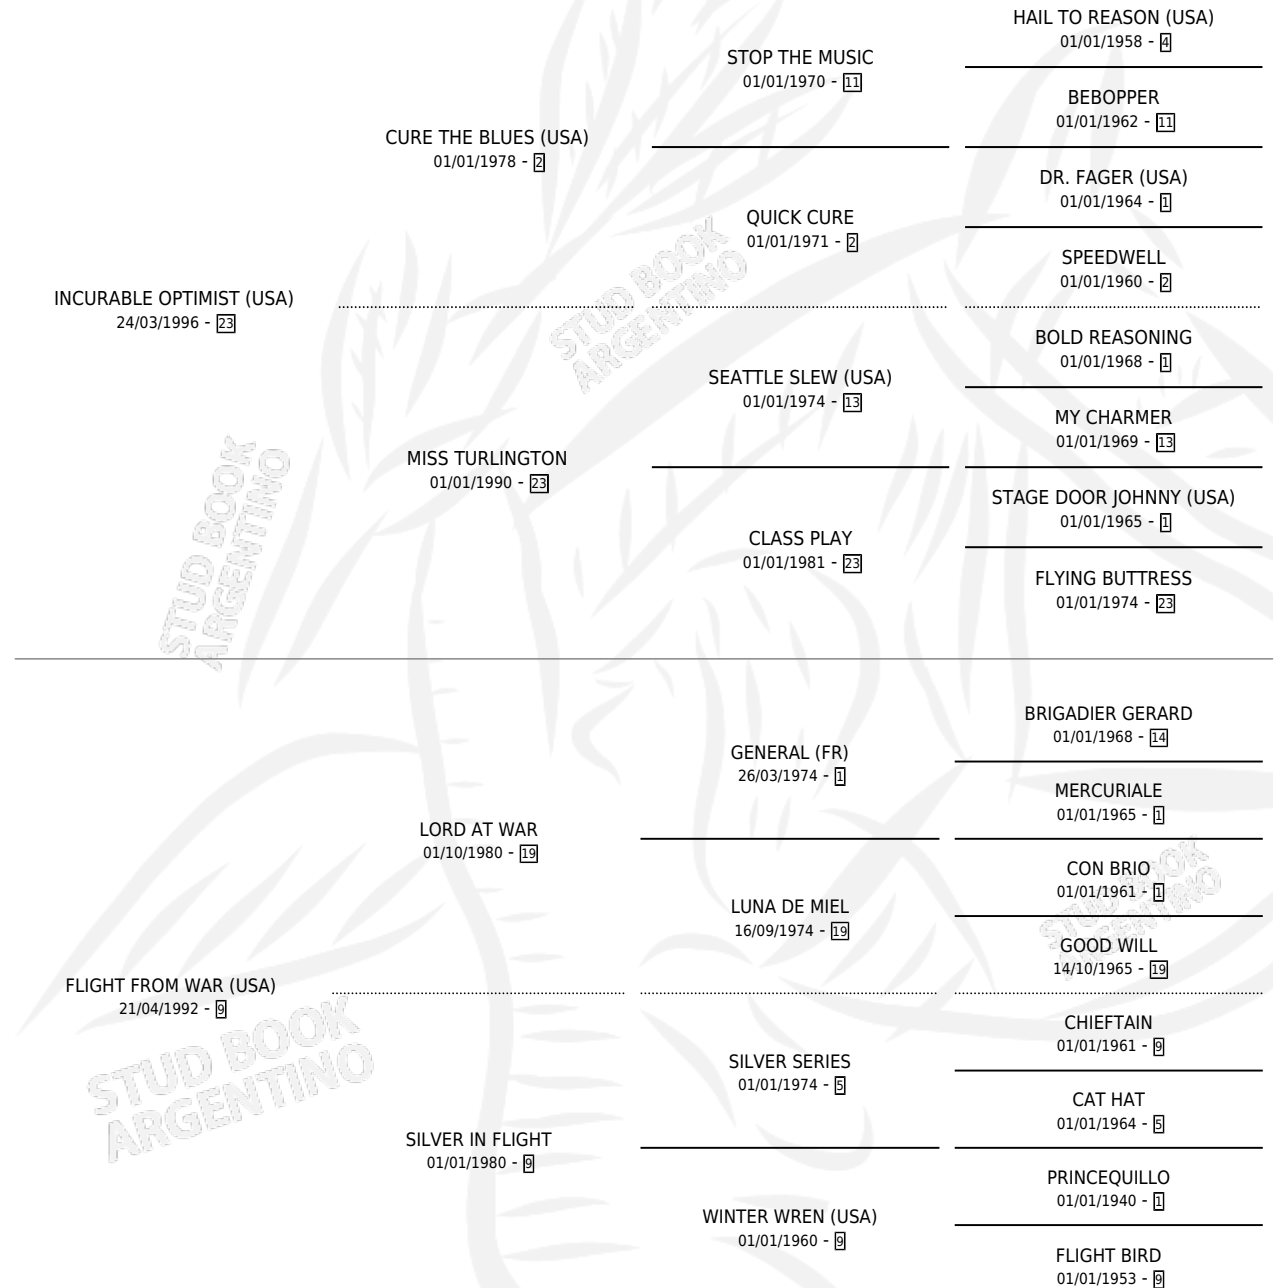 HAIL TO REASON (USA)
01/01/1958 - 4
STOP THE MUSIC
01/01/1970 - 11
BEBOPPER
01/01/1962 - 11
CURE THE BLUES (USA)
01/01/1978 - 2
DR. FAGER (USA)
01/01/1964 - 1
QUICK CURE
01/01/1971 - 2
SPEEDWELL
01/01/1960 - 2
INCURABLE OPTIMIST (USA)
24/03/1996 - 23
BOLD REASONING
01/01/1968 - 1
SEATTLE SLEW (USA)
01/01/1974 - 13
MY CHARMER
01/01/1969 - 13
MISS TURLINGTON
01/01/1990 - 23
STAGE DOOR JOHNNY (USA)
01/01/1965 - 1
CLASS PLAY
01/01/1981 - 23
FLYING BUTTRESS
01/01/1974 - 23
BRIGADIER GERARD
01/01/1968 - 14
GENERAL (FR)
26/03/1974 - 1
MERCURIALE
01/01/1965 - 1
LORD AT WAR
01/10/1980 - 19
CON BRIO
01/01/1961 - 1
LUNA DE MIEL
16/09/1974 - 19
GOOD WILL
14/10/1965 - 19
FLIGHT FROM WAR (USA)
21/04/1992 - 9
CHIEFTAIN
01/01/1961 - 9
SILVER SERIES
01/01/1974 - 5
CAT HAT
01/01/1964 - 5
SILVER IN FLIGHT
01/01/1980 - 9
PRINCEQUILLO
01/01/1940 - 1
WINTER WREN (USA)
01/01/1960 - 9
FLIGHT BIRD
01/01/1953 - 9
STUD BOOK
ARGENTINO
STUD BOOK
ARGENTINO
STUD BOOK
ARGENTINO
STUD BOOK
ARGENTINO